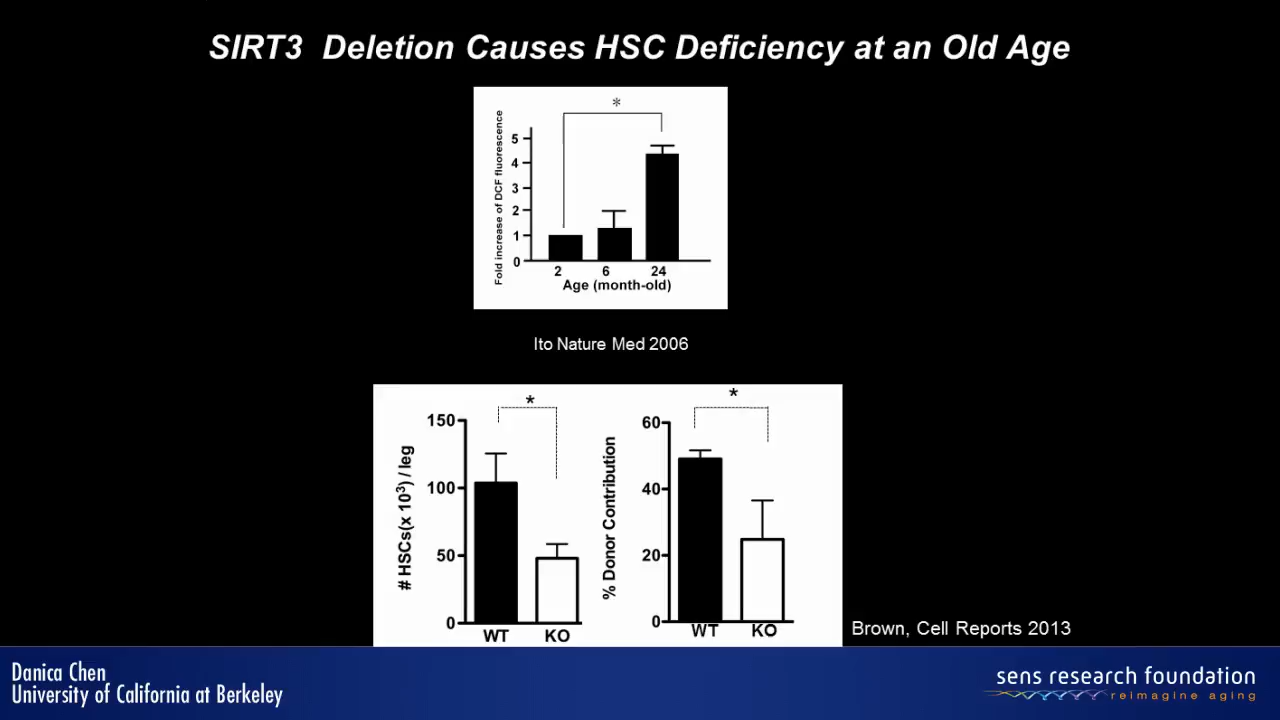 SIRT3 Deletion Causes HSC Deficiency at an Old Age
*
Fold increase of DCF fluorescence
5
4
3
2
1
0
2 6 24
Age (month-old)
Ito Nature Med 2006
*
# HSCs(x 10³) / leg
150
100
50
0
WT KO
*
% Donor Contribution
60
40
20
0
WT KO
Brown, Cell Reports 2013
Danica Chen
University of California at Berkeley
sens research foundation
reimagine aging